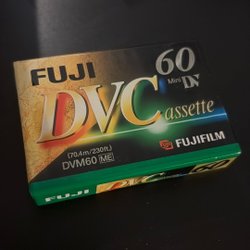 FUJI
60
Mini DV
DVCassette
(70.4m/230ft.)
DVM60 ME
FUJIFILM